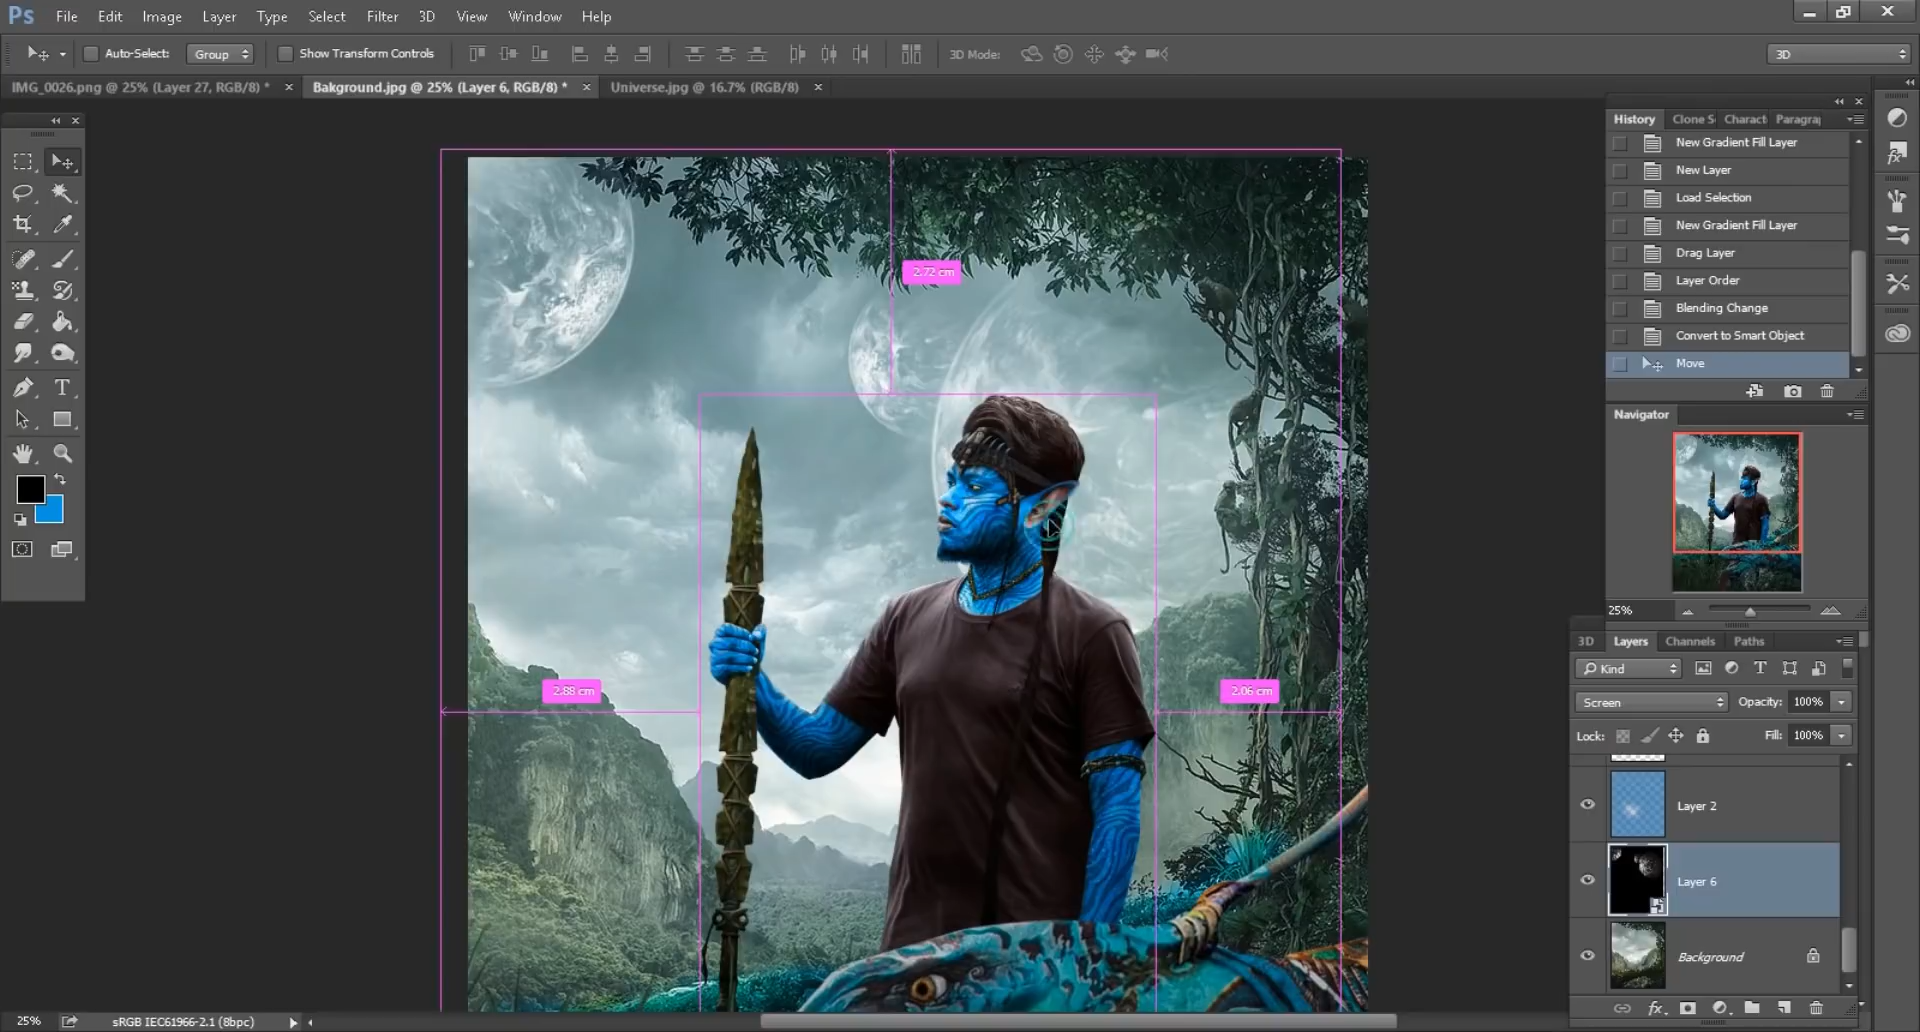 Ps File Edit Image Layer Type Select Filter 3D View Window Help
Auto-Select: Group Show Transform Controls 3D Mode: 3D
IMG_0026.png @ 25% (Layer 27, RGB/8) * Bakground.jpg @ 25% (Layer 6, RGB/8) * Universe.jpg @ 16.7% (RGB/8)
History Clone S Charact Paragraj
New Gradient Fill Layer
New Layer
Load Selection
New Gradient Fill Layer
Drag Layer
Layer Order
Blending Change
Convert to Smart Object
Move
2.72 cm
Navigator
25%
2.88 cm
2.06 cm
3D Layers Channels Paths
Kind
Screen Opacity: 100%
Lock: Fill: 100%
Layer 2
Layer 6
Background
25% sRGB IEC61966-2.1 (8bpc)